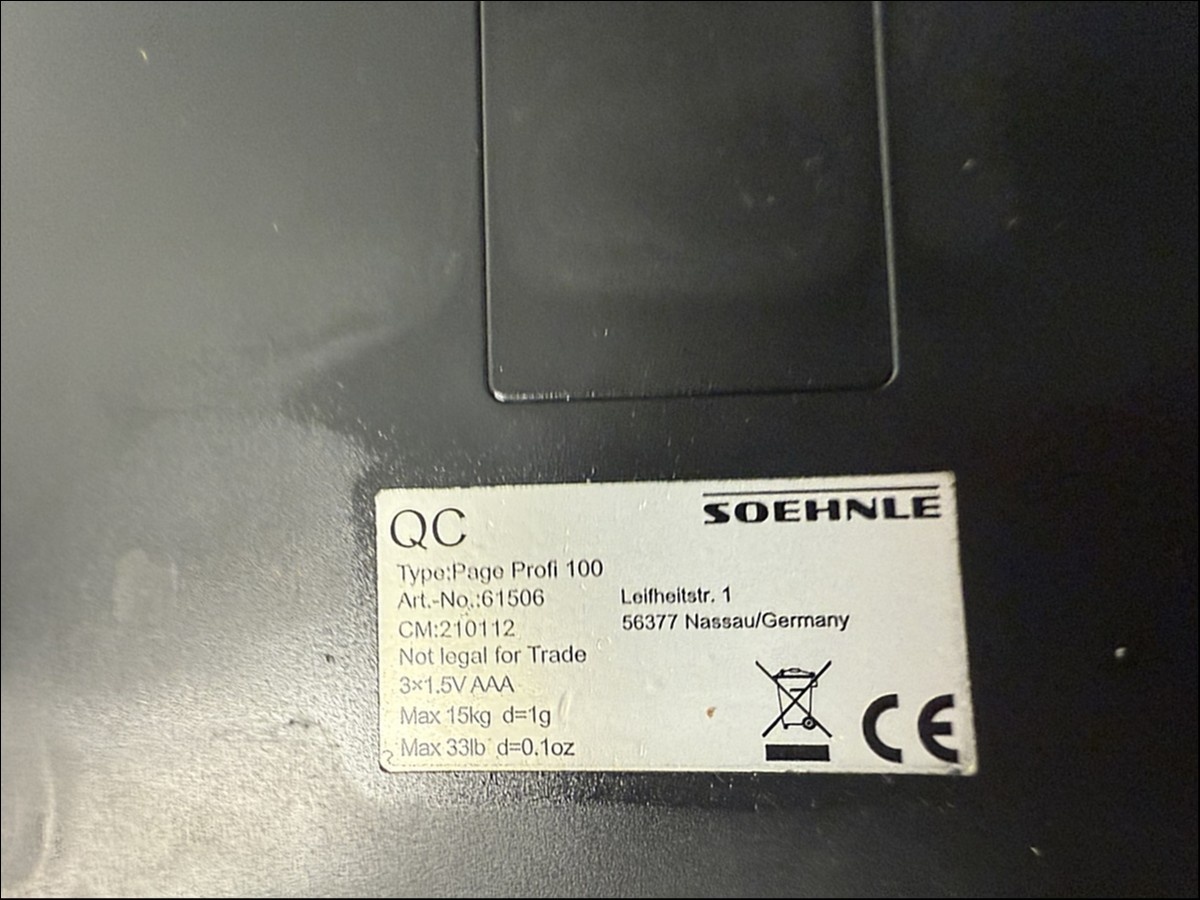 QC
SOEHNLE
Type:Page Profi 100
Art.-No.:61506
CM:210112
Not legal for Trade
3×1.5V AAA
Max 15kg d=1g
Max 33lb d=0.1oz
Leifheitstr. 1
56377 Nassau/Germany
CE